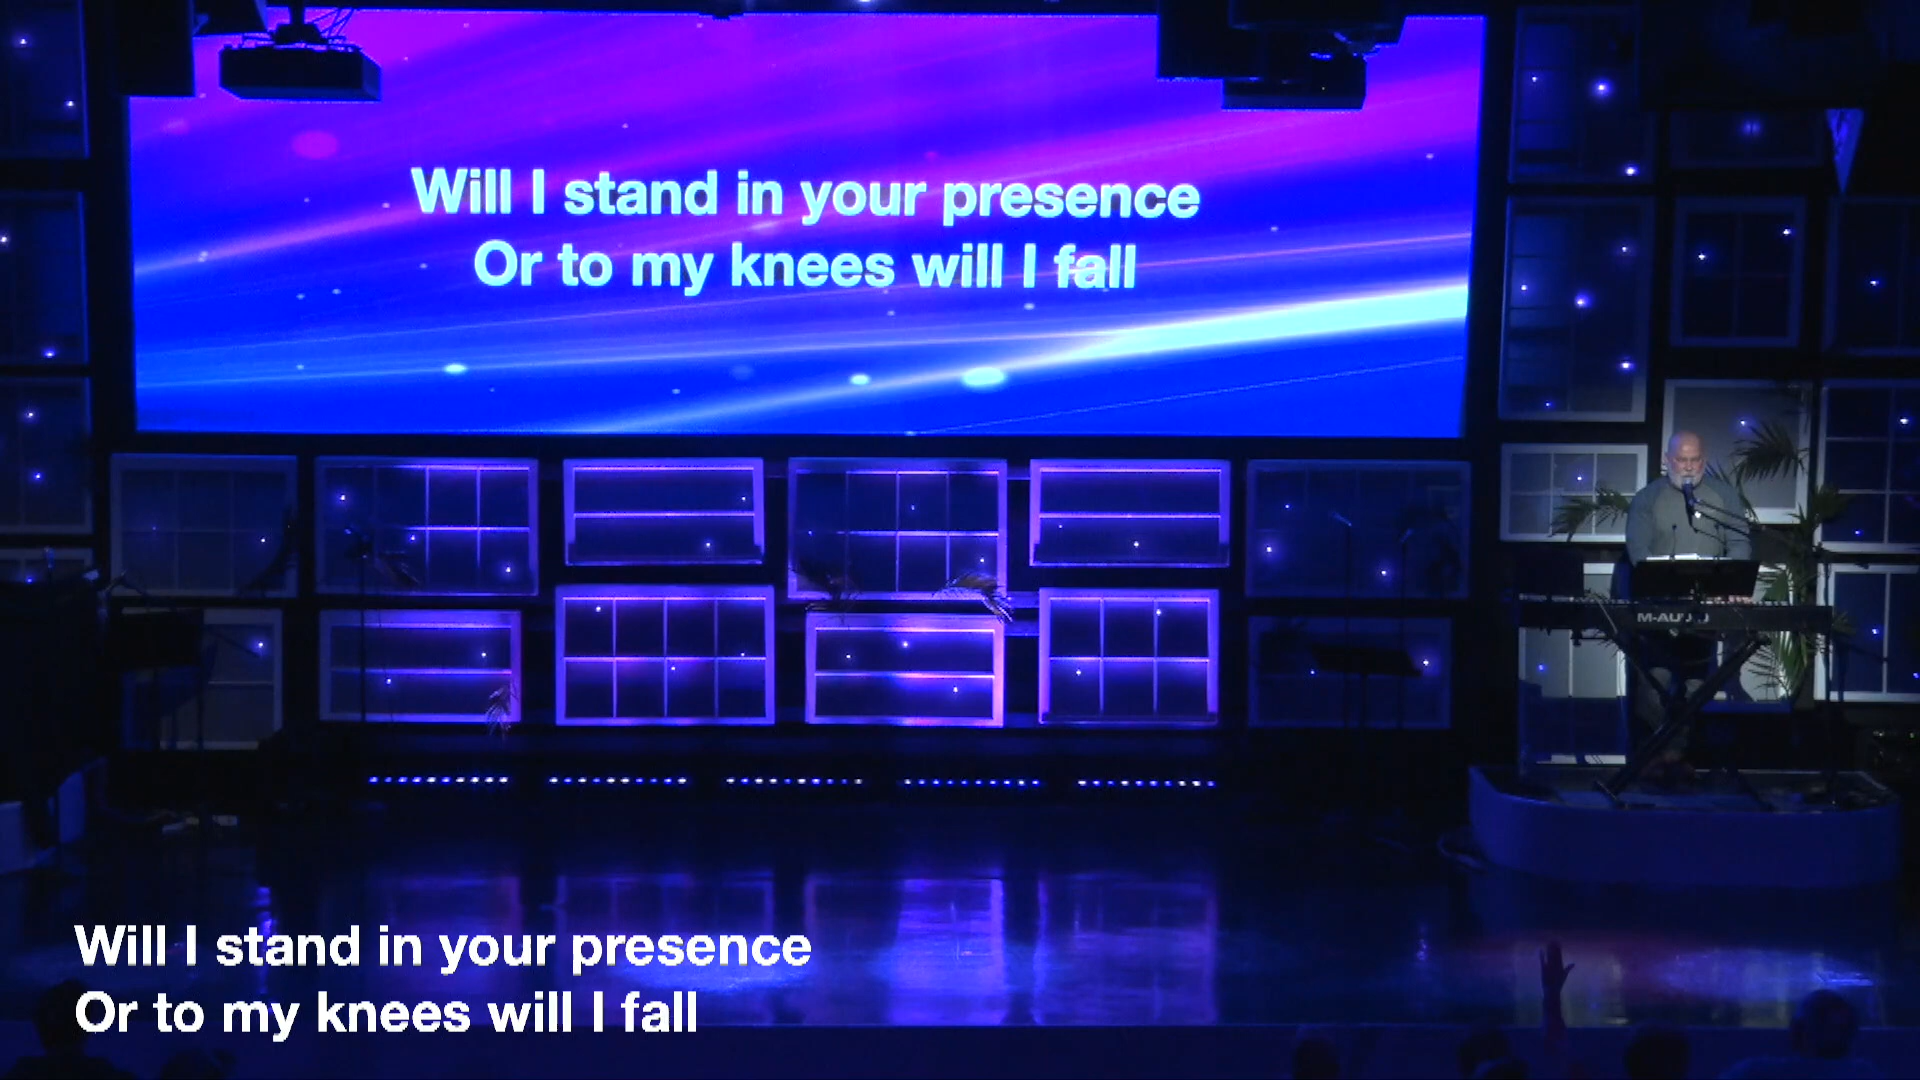 Will I stand in your presence
Or to my knees will I fall
M-AUDIO
Will I stand in your presence
Or to my knees will I fall